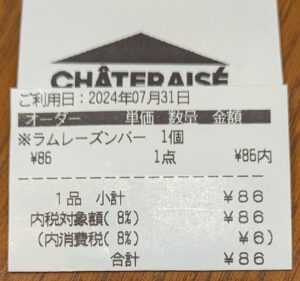 CHÂTERAISÉ
ご利用日：2024年07月31日
オーダー 単価 数量 金額
※ラムレーズンバー 1個
¥86 1点 ¥86内
1品 小計 ¥86
内税対象額( 8%) ¥86
(内消費税( 8%) ¥6)
合計 ¥86